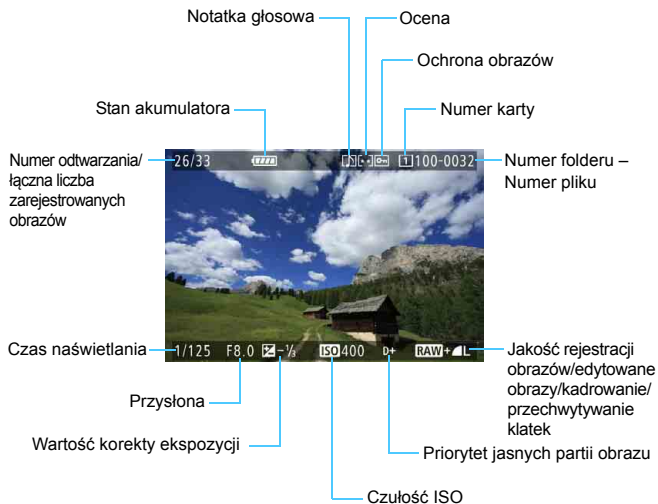 Notatka głosowa
Ocena
Ochrona obrazów
Stan akumulatora
Numer karty
Numer odtwarzania/
łączna liczba
zarejestrowanych
obrazów
26/33
1 100-0032
Numer folderu –
Numer pliku
Czas naświetlania
1/125 F8.0 -⅓ ISO 400 D+ RAW+L
Jakość rejestracji
obrazów/edytowane
obrazy/kadrowanie/
przechwytywanie
klatek
Przysłona
Wartość korekty ekspozycji
Priorytet jasnych partii obrazu
Czułość ISO